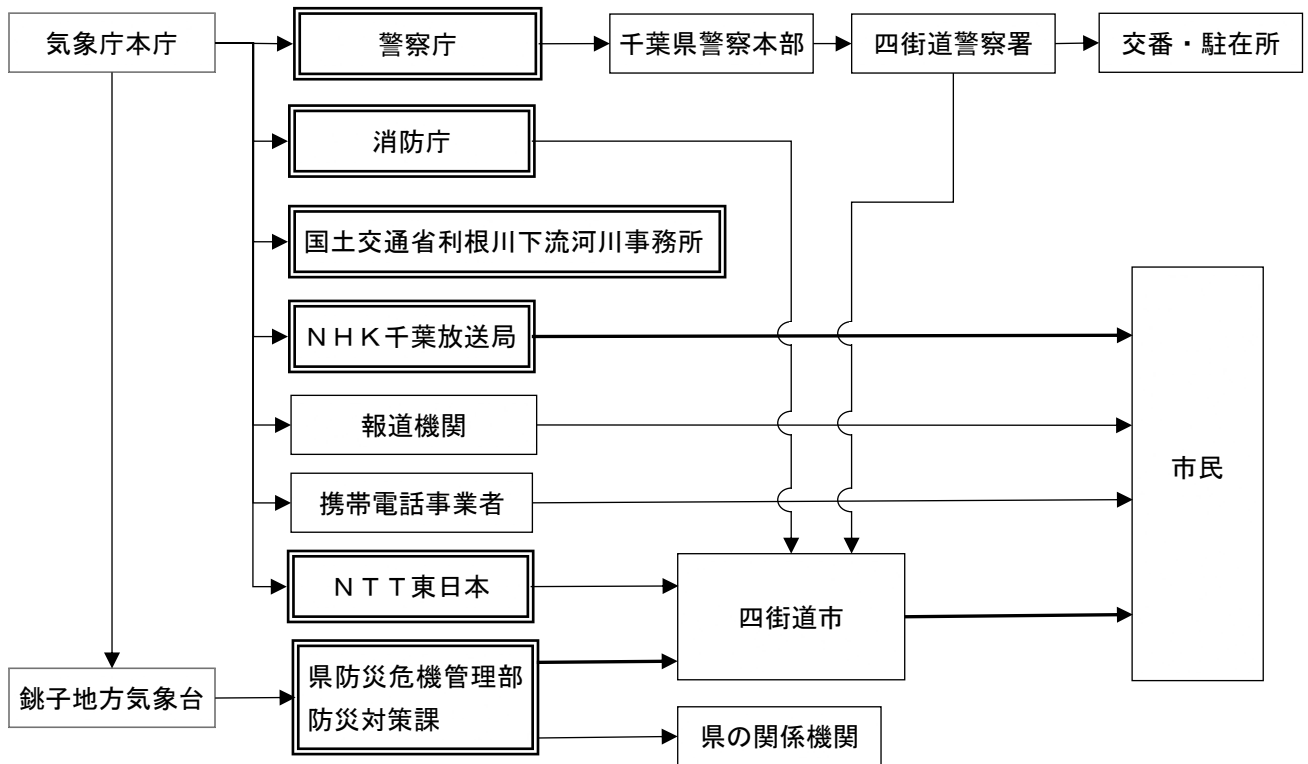 気象庁本庁
警察庁
千葉県警察本部
四街道警察署
交番・駐在所
消防庁
国土交通省利根川下流河川事務所
ＮＨＫ千葉放送局
報道機関
市民
携帯電話事業者
ＮＴＴ東日本
四街道市
銚子地方気象台
県防災危機管理部
防災対策課
県の関係機関